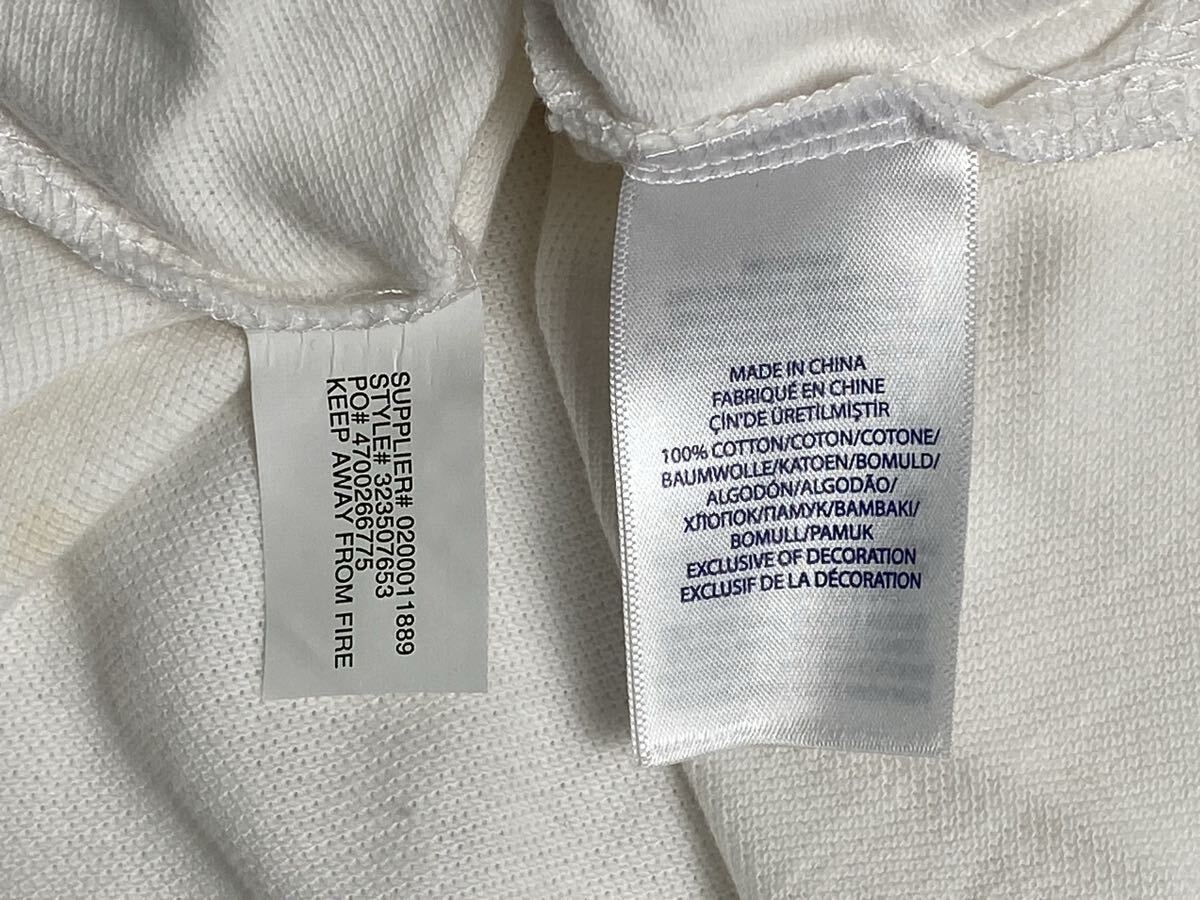 SUPPLIER# 0200011889
STYLE# 323507653
PO# 4700266775
KEEP AWAY FROM FIRE
MADE IN CHINA
FABRIQUÉ EN CHINE
ÇİN'DE ÜRETİLMİŞTİR
100% COTTON/COTON/COTONE/
BAUMWOLLE/KATOEN/BOMULD/
ALGODÓN/ALGODÃO/
ХЛОПОК/ПАМУК/BAMBAKI/
BOMULL/PAMUK
EXCLUSIVE OF DECORATION
EXCLUSIF DE LA DÉCORATION